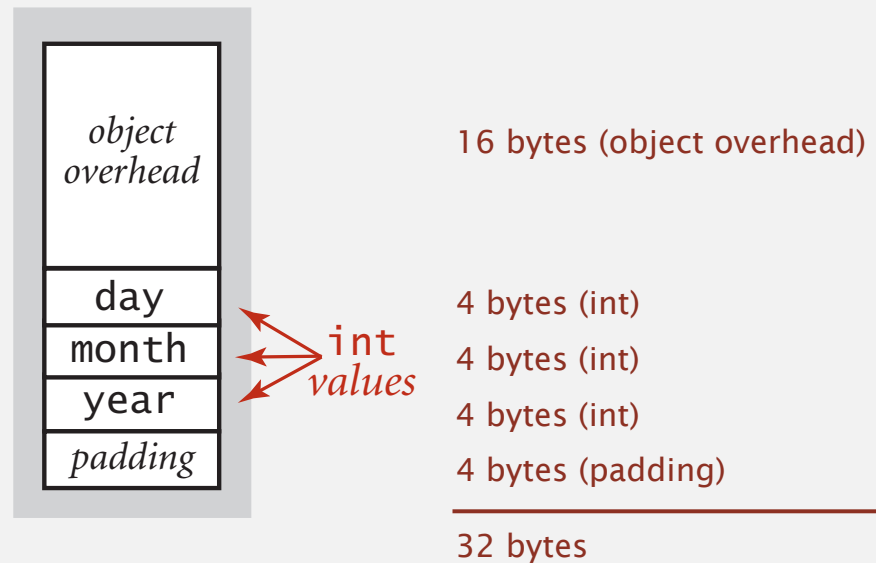 object
overhead
16 bytes (object overhead)
day
4 bytes (int)
month
int
values
4 bytes (int)
year
4 bytes (int)
padding
4 bytes (padding)
32 bytes